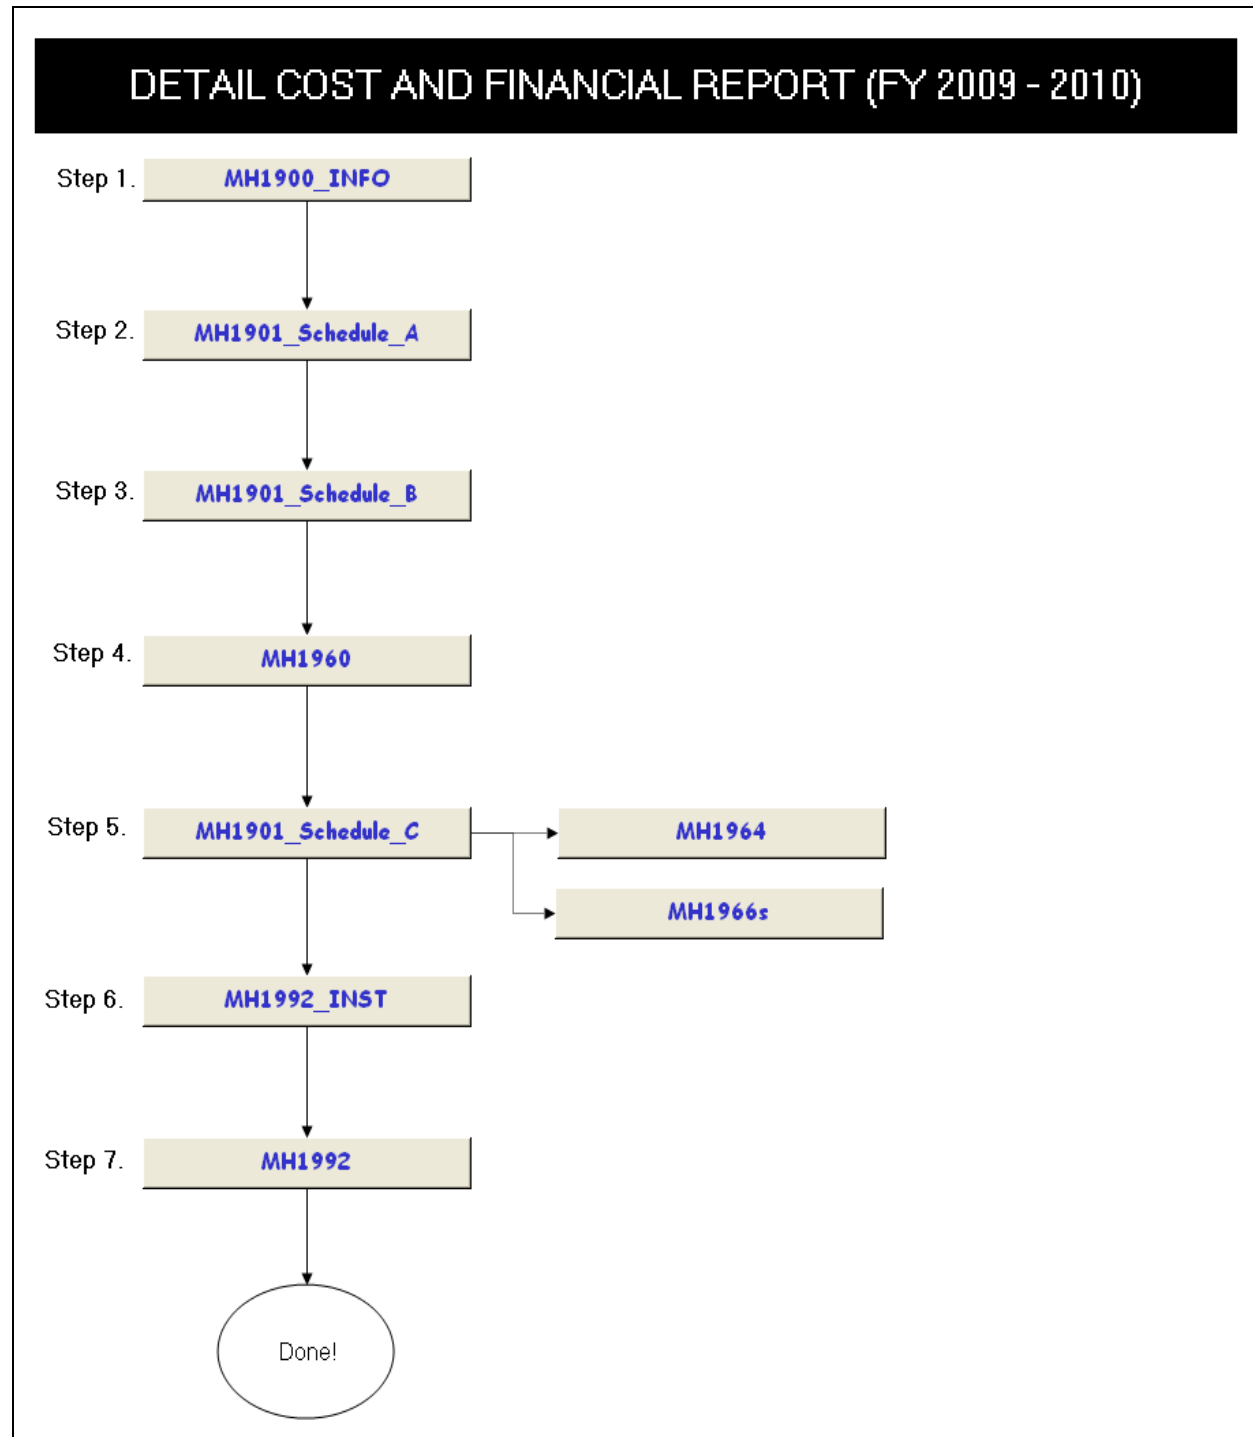 DETAIL COST AND FINANCIAL REPORT (FY 2009 - 2010)
Step 1. MH1900_INFO
Step 2. MH1901_Schedule_A
Step 3. MH1901_Schedule_B
Step 4. MH1960
Step 5. MH1901_Schedule_C MH1964
MH1966s
Step 6. MH1992_INST
Step 7. MH1992
Done!